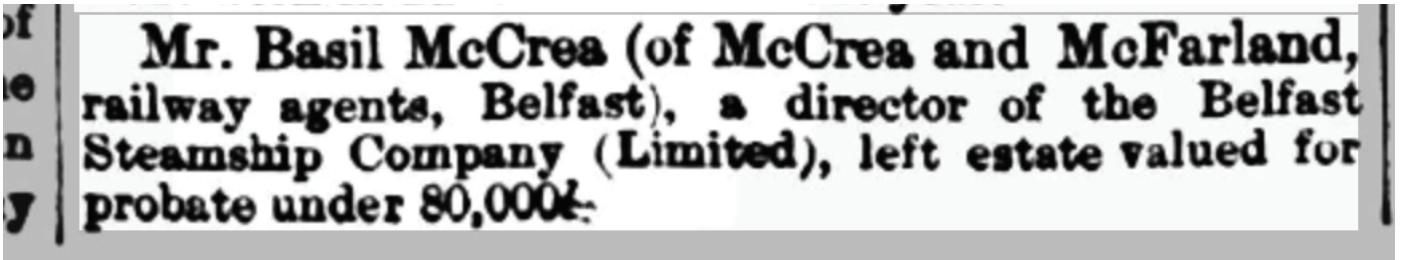 Mr. Basil McCrea (of McCrea and McFarland,
railway agents, Belfast), a director of the Belfast
Steamship Company (Limited), left estate valued for
probate under 80,000l.